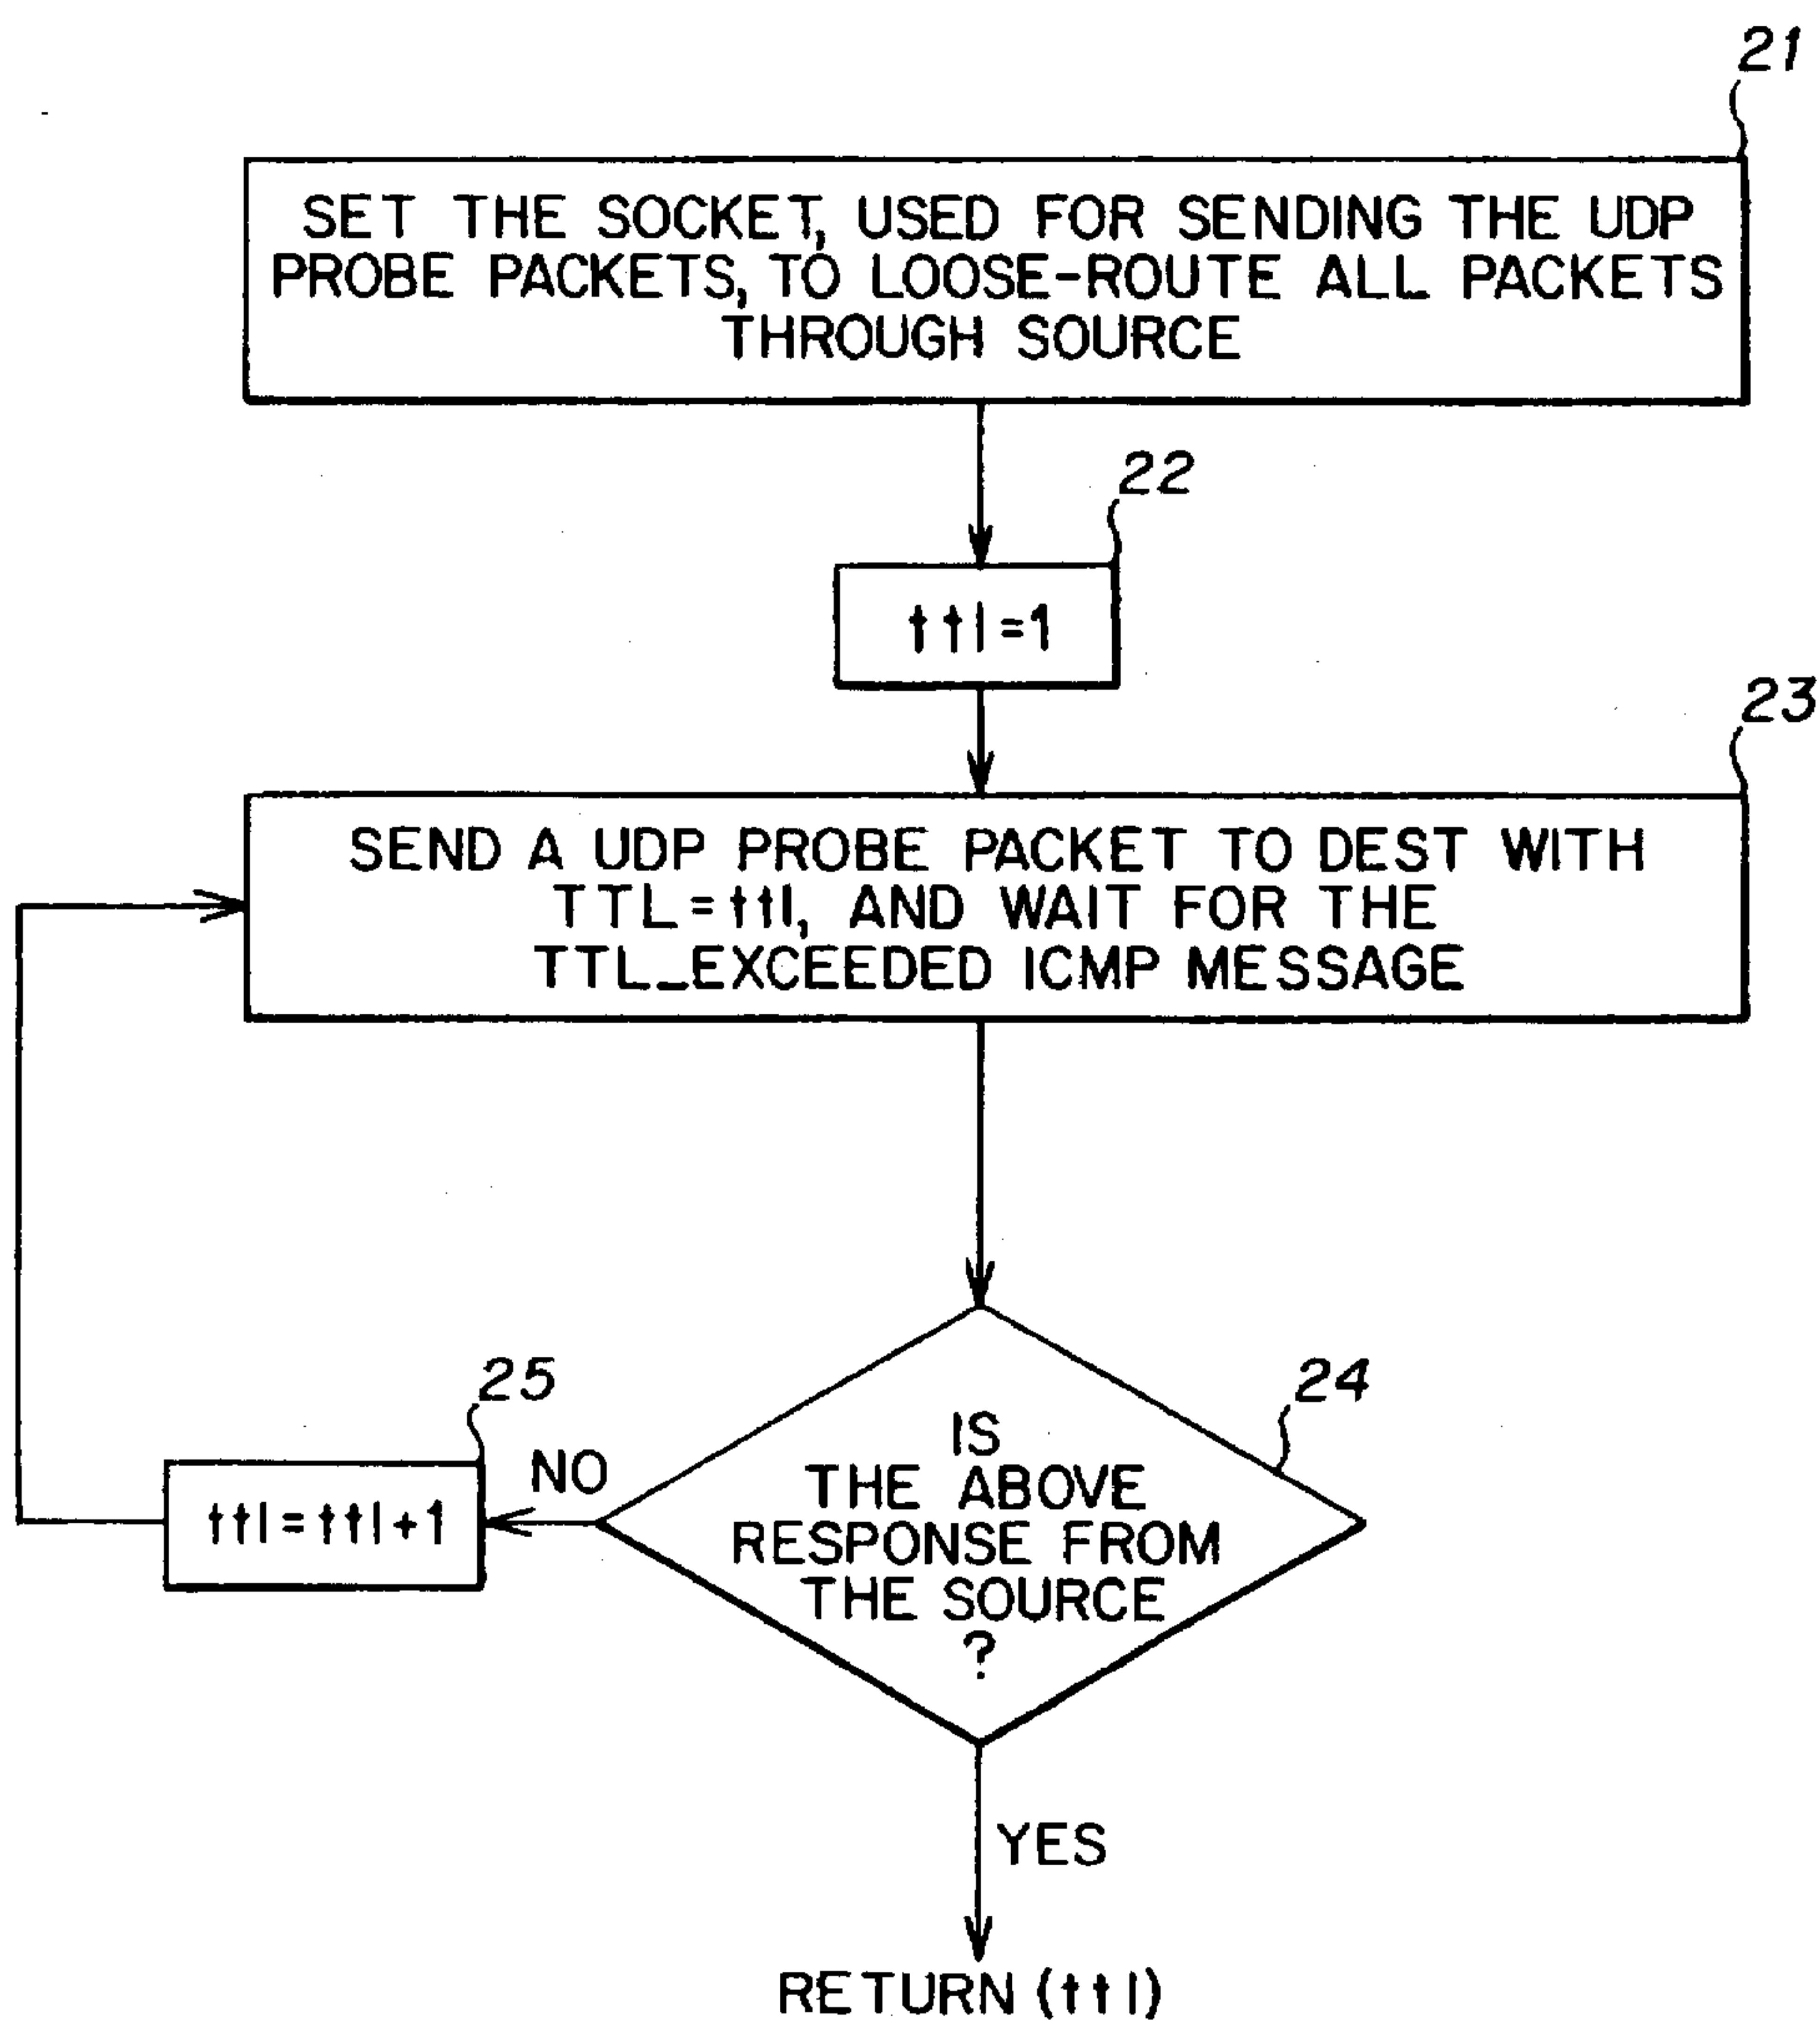 21
SET THE SOCKET, USED FOR SENDING THE UDP
PROBE PACKETS, TO LOOSE-ROUTE ALL PACKETS
THROUGH SOURCE
22
ttl=1
23
SEND A UDP PROBE PACKET TO DEST WITH
TTL=ttl, AND WAIT FOR THE
TTL_EXCEEDED ICMP MESSAGE
25
24
NO
ttl=ttl+1
IS
THE ABOVE
RESPONSE FROM
THE SOURCE
?
YES
RETURN (ttl)